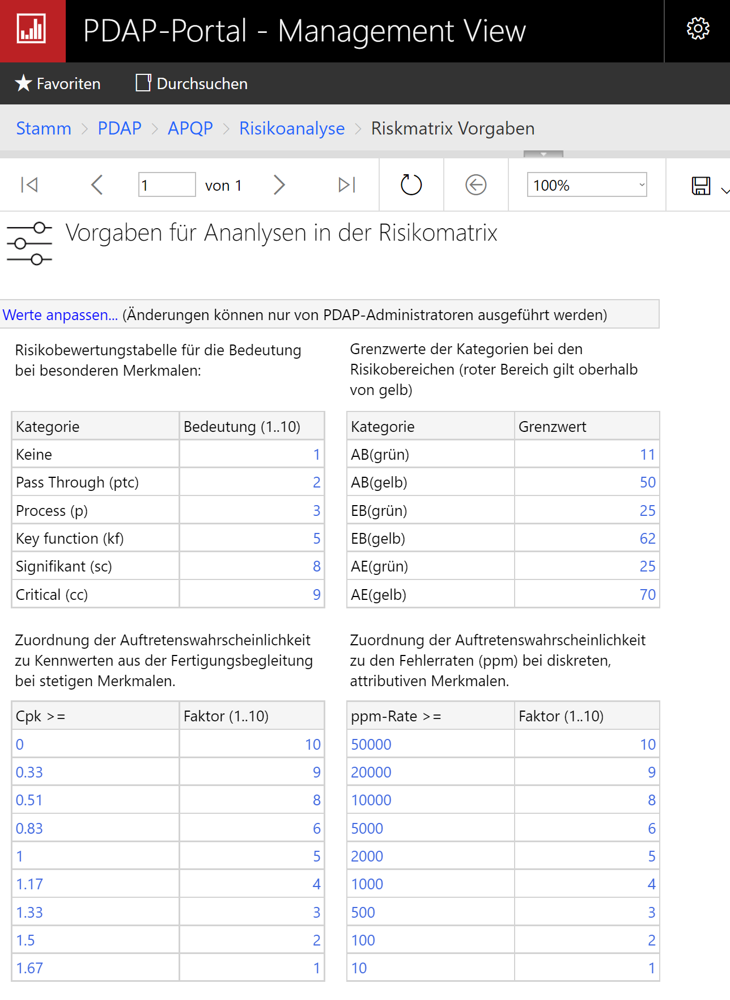 PDAP-Portal - Management View
Favoriten Durchsuchen
Stamm > PDAP > APQP > Risikoanalyse > Riskmatrix Vorgaben
1 von 1 100%
Vorgaben für Ananlysen in der Risikomatrix
Werte anpassen... (Änderungen können nur von PDAP-Administratoren ausgeführt werden)
Risikobewertungstabelle für die Bedeutung
bei besonderen Merkmalen:
Kategorie Bedeutung (1..10)
Keine 1
Pass Through (ptc) 2
Process (p) 3
Key function (kf) 5
Signifikant (sc) 8
Critical (cc) 9
Grenzwerte der Kategorien bei den
Risikobereichen (roter Bereich gilt oberhalb
von gelb)
Kategorie Grenzwert
AB(grün) 11
AB(gelb) 50
EB(grün) 25
EB(gelb) 62
AE(grün) 25
AE(gelb) 70
Zuordnung der Auftretenswahrscheinlichkeit
zu Kennwerten aus der Fertigungsbegleitung
bei stetigen Merkmalen.
Cpk >= Faktor (1..10)
0 10
0.33 9
0.51 8
0.83 6
1 5
1.17 4
1.33 3
1.5 2
1.67 1
Zuordnung der Auftretenswahrscheinlichkeit
zu den Fehlerraten (ppm) bei diskreten,
attributiven Merkmalen.
ppm-Rate >= Faktor (1..10)
50000 10
20000 9
10000 8
5000 6
2000 5
1000 4
500 3
100 2
10 1